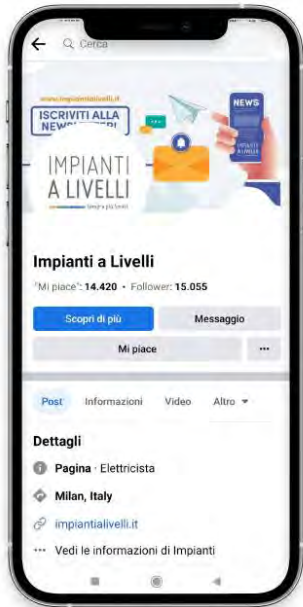 Cerca
www.impiantialivelli.it
ISCRIVITI ALLA
NEWS
IMPIANTI
A LIVELLI
Impianti a Livelli
"Mi piace": 14.420 • Follower: 15.055
Scopri di più
Messaggio
Mi piace
Post Informazioni Video Altro
Dettagli
Pagina · Elettricista
Milan, Italy
impiantialivelli.it
Vedi le informazioni di Impianti